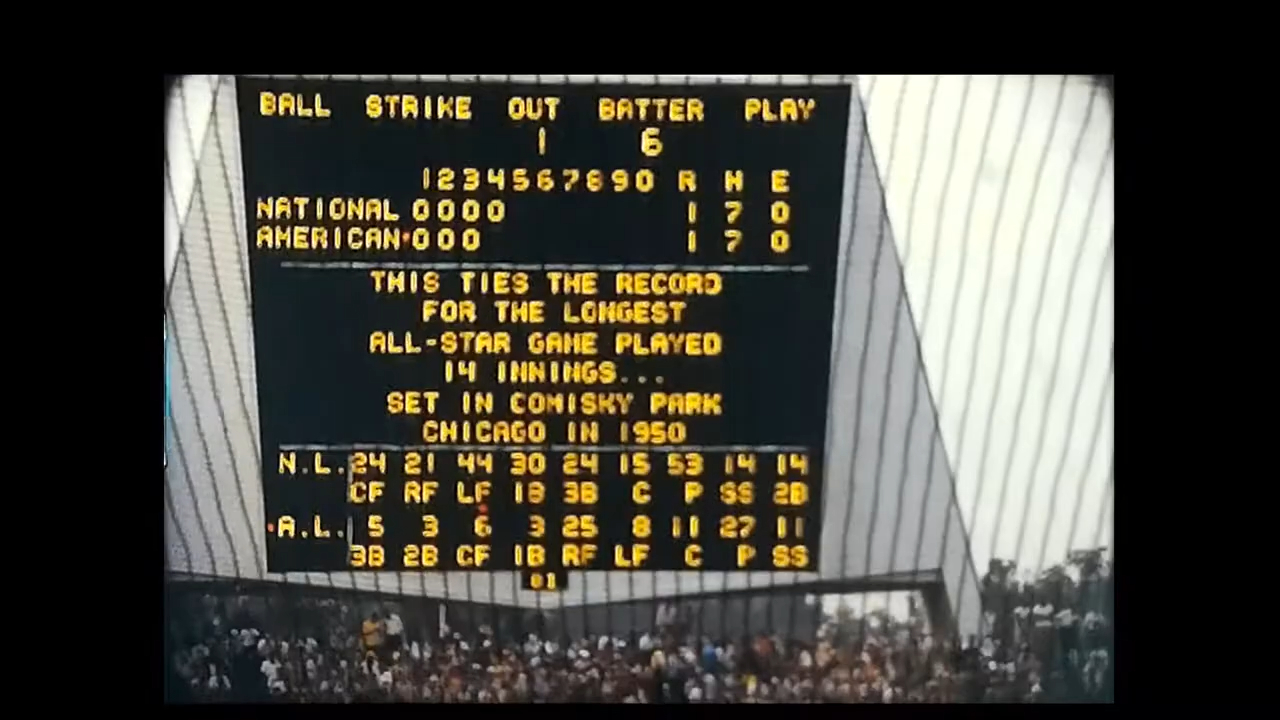 BALL STRIKE OUT BATTER PLAY
1 6
1234567890 R H E
NATIONAL 0000 1 7 0
AMERICAN 000 1 7 0
THIS TIES THE RECORD
FOR THE LONGEST
ALL-STAR GAME PLAYED
14 INNINGS...
SET IN COMISKY PARK
CHICAGO IN 1950
N.L. 24 21 44 30 24 15 53 14 14
CF RF LF 1B 3B C P SS 2B
A.L. 5 3 6 3 25 8 11 27 11
3B 2B CF 1B RF LF C P SS
81